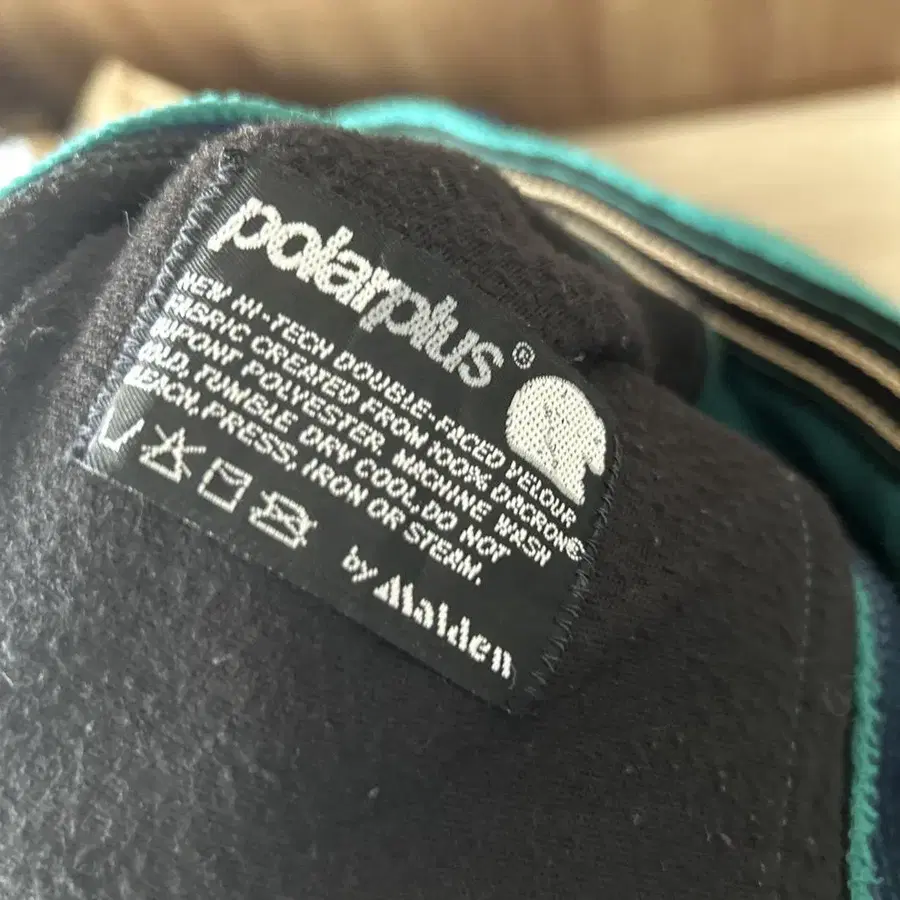 polarplus®
NEW HI-TECH DOUBLE-FACED VELOUR
FABRIC CREATED FROM 100% DACRON®
DUPONT POLYESTER. MACHINE WASH
COLD, TUMBLE DRY COOL, DO NOT
BLEACH, PRESS, IRON OR STEAM.
by Malden